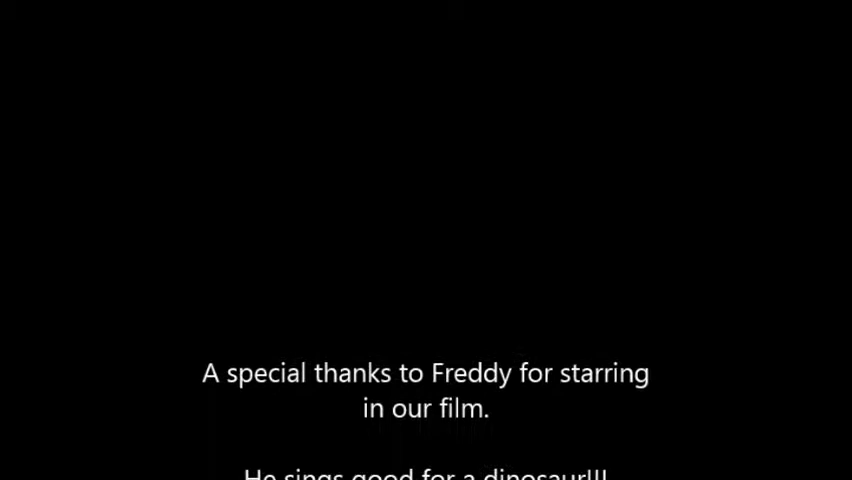 A special thanks to Freddy for starring
in our film.
He sings good for a dinosaur!!!